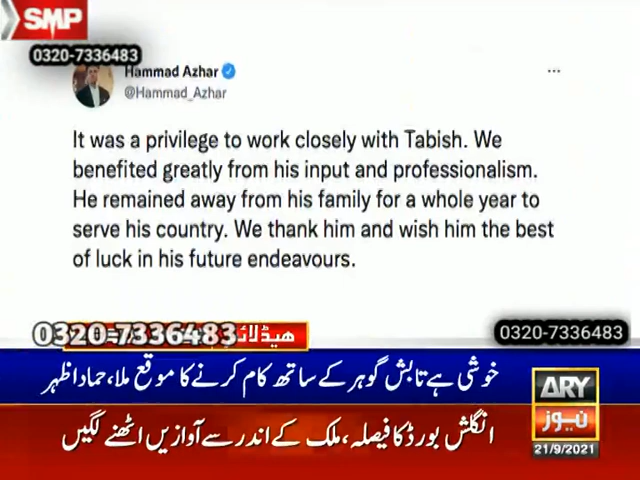 SMP
0320-7336483
Hammad Azhar
@Hammad_Azhar
It was a privilege to work closely with Tabish. We
benefited greatly from his input and professionalism.
He remained away from his family for a whole year to
serve his country. We thank him and wish him the best
of luck in his future endeavours.
0320-7336483
0320-7336483
خوشی ہے تابش گوہر کے ساتھ کام کرنے کا موقع ملا، حماد اظہر
ARY
نیوز
انگلش بورڈ کا فیصلہ، ملک کے اندر سے آوازیں اٹھنے لگیں
21/9/2021